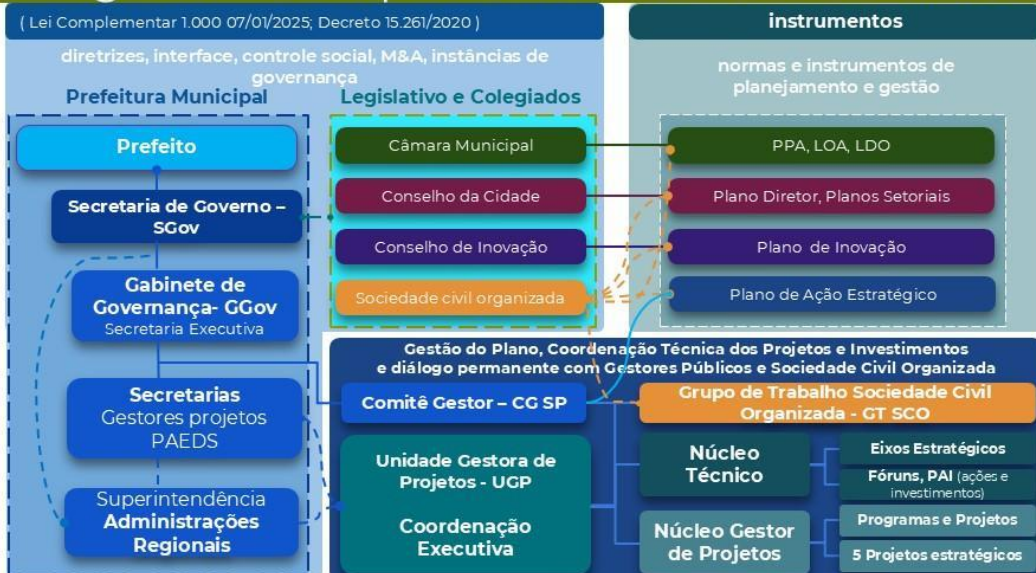 ( Lei Complementar 1.000 07/01/2025; Decreto 15.261/2020 )
diretrizes, interface, controle social, M&A, instâncias de
governança
Prefeitura Municipal
Prefeito
Secretaria de Governo –
SGov
Gabinete de
Governança- GGov
Secretaria Executiva
Secretarias
Gestores projetos
PAEDS
Superintendência
Administrações
Regionais
Legislativo e Colegiados
Câmara Municipal
Conselho da Cidade
Conselho de Inovação
Sociedade civil organizada
instrumentos
normas e instrumentos de
planejamento e gestão
PPA, LOA, LDO
Plano Diretor, Planos Setoriais
Plano de Inovação
Plano de Ação Estratégico
Gestão do Plano, Coordenação Técnica dos Projetos e Investimentos
e diálogo permanente com Gestores Públicos e Sociedade Civil Organizada
Comitê Gestor – CG SP
Grupo de Trabalho Sociedade Civil
Organizada - GT SCO
Unidade Gestora de
Projetos - UGP
Coordenação
Executiva
Núcleo
Técnico
Eixos Estratégicos
Fóruns, PAI (ações e
investimentos)
Núcleo Gestor
de Projetos
Programas e Projetos
5 Projetos estratégicos